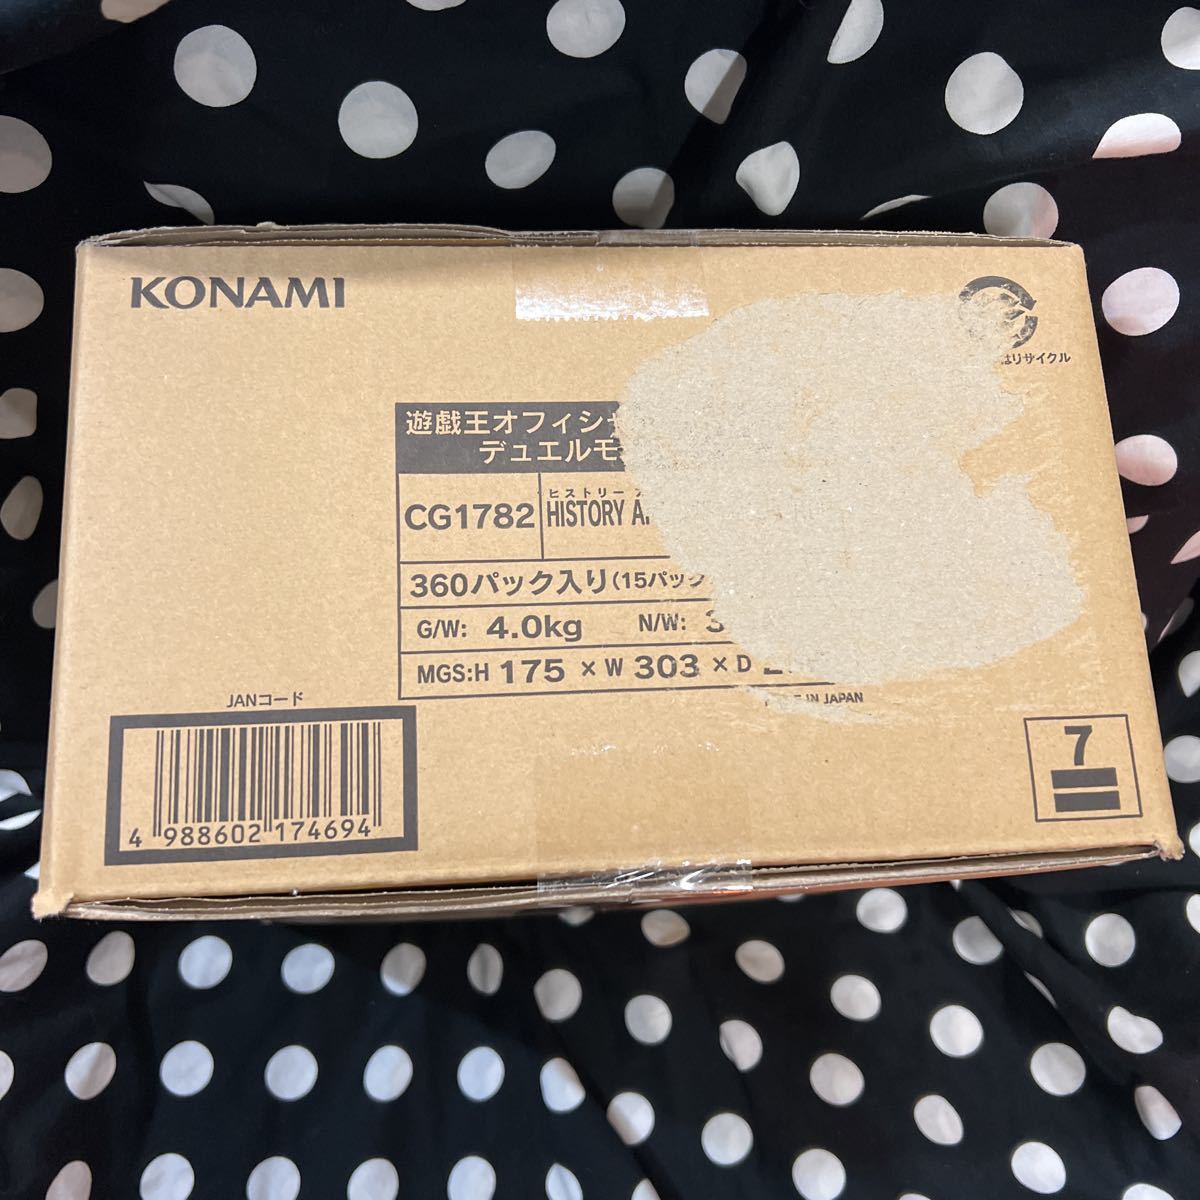 KONAMI
はリサイクル
遊戯王オフィシ
デュエルモ
ヒストリー
CG1782 HISTORY
360パック入り(15パック
G/W: 4.0kg N/W: 3
MGS:H 175 × W 303 × D
IN JAPAN
JANコード
4 988602 174694
7